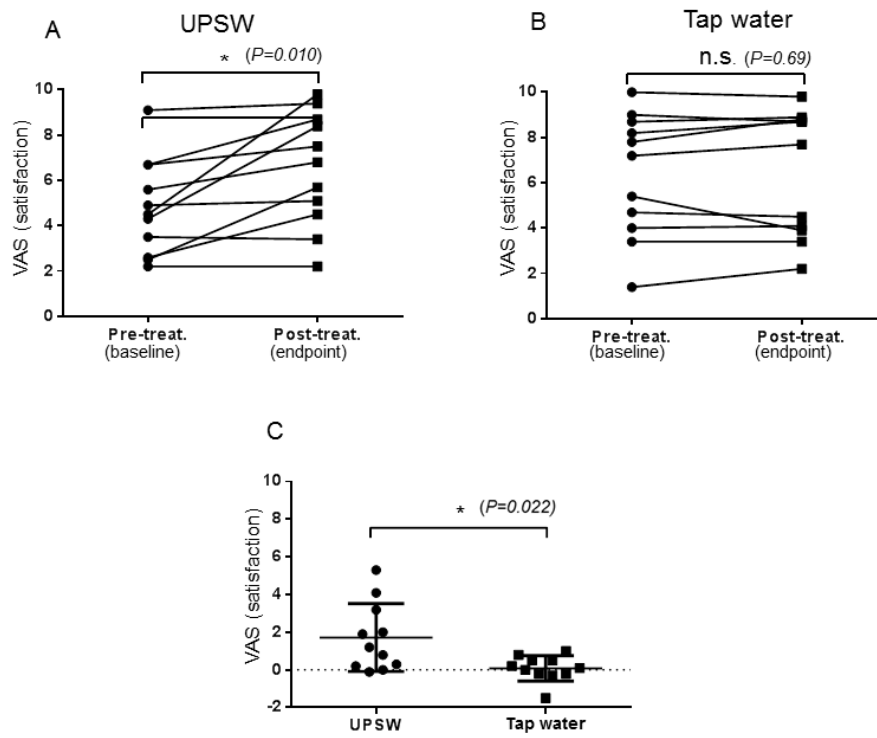 A
UPSW
* (P=0.010)
VAS (satisfaction)
10
8
6
4
2
0
Pre-treat.
(baseline)
Post-treat.
(endpoint)
B
Tap water
n.s. (P=0.69)
VAS (satisfaction)
10
8
6
4
2
0
Pre-treat.
(baseline)
Post-treat.
(endpoint)
C
* (P=0.022)
VAS (satisfaction)
10
8
6
4
2
0
-2
UPSW
Tap water